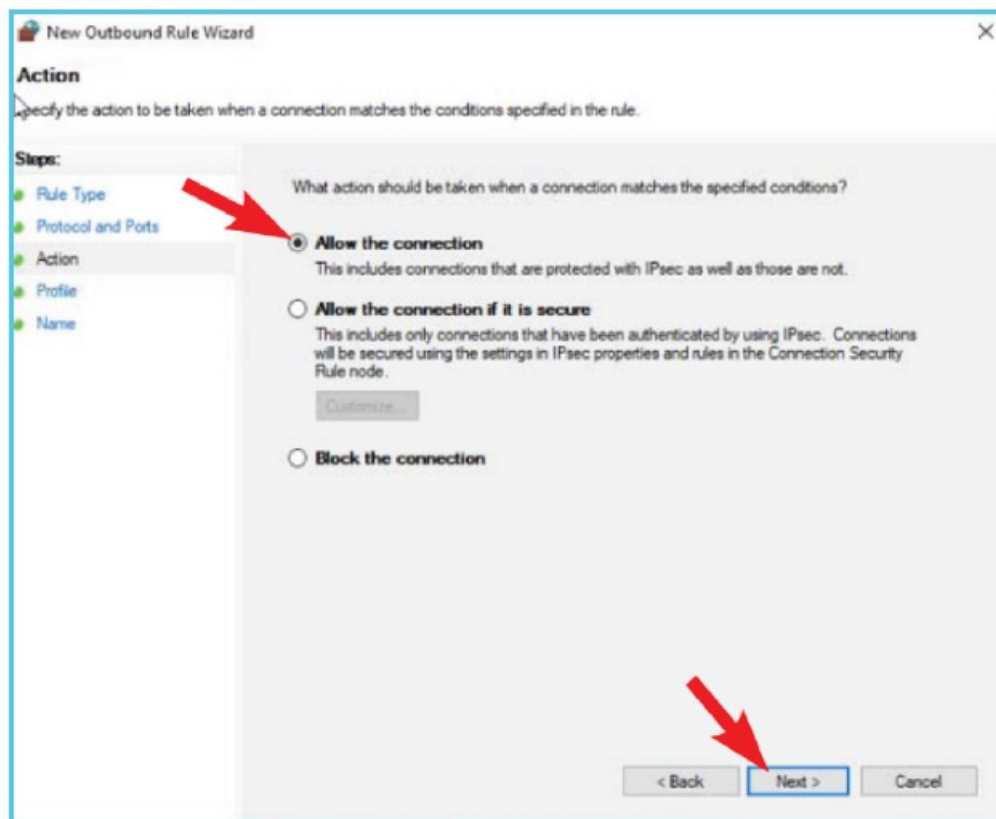 New Outbound Rule Wizard
Action
Specify the action to be taken when a connection matches the conditions specified in the rule.
Steps:
Rule Type
Protocol and Ports
Action
Profile
Name
What action should be taken when a connection matches the specified conditions?
Allow the connection
This includes connections that are protected with IPsec as well as those are not.
Allow the connection if it is secure
This includes only connections that have been authenticated by using IPsec. Connections
will be secured using the settings in IPsec properties and rules in the Connection Security
Rule node.
Customize...
Block the connection
< Back
Next >
Cancel